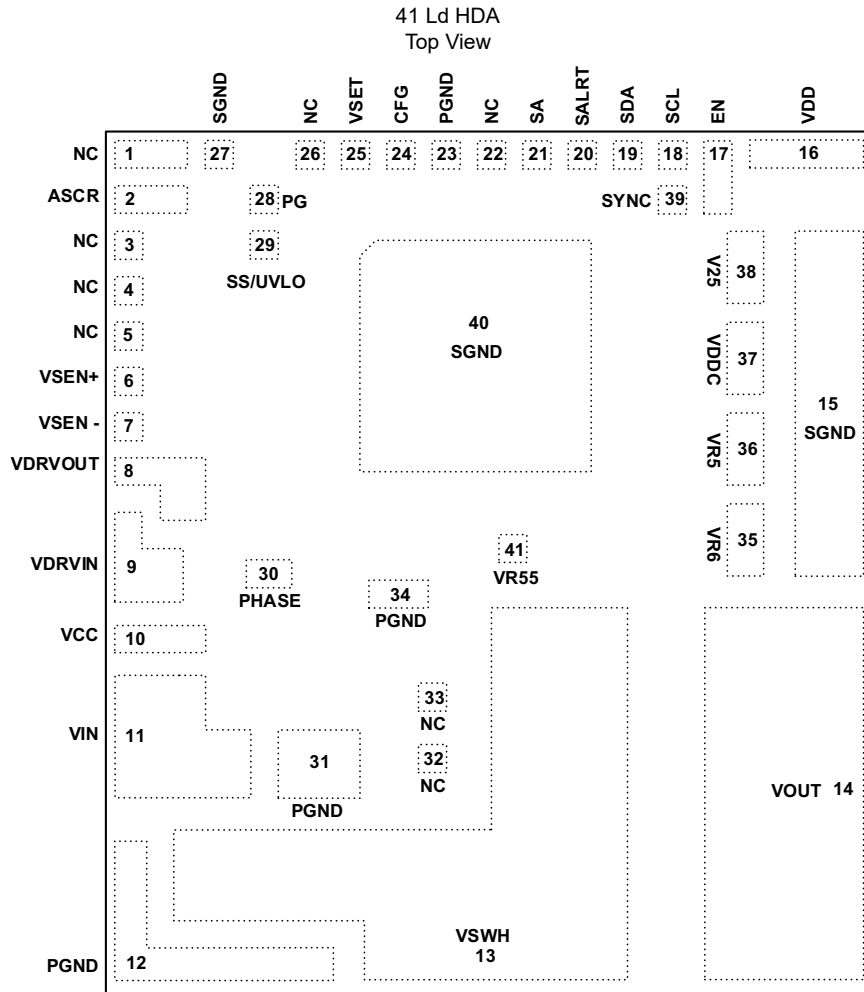 41 Ld HDA
Top View
SGND
NC
VSET
CFG
PGND
NC
SA
SALRT
SDA
SCL
EN
VDD
NC 1 27 26 25 24 23 22 21 20 19 18 17 16
ASCR 2 28 PG SYNC 39
NC 3 29
SS/UVLO
V25 38
NC 4
NC 5
40
SGND
VDDC 37
VSEN+ 6
15
SGND
VSEN - 7
VR5 36
VDRVOUT 8
VR6 35
VDRVIN 9
30
PHASE
41
VR55
34
PGND
VCC 10
33
NC
VIN 11
31
PGND
32
NC
VOUT 14
VSWH
13
PGND 12